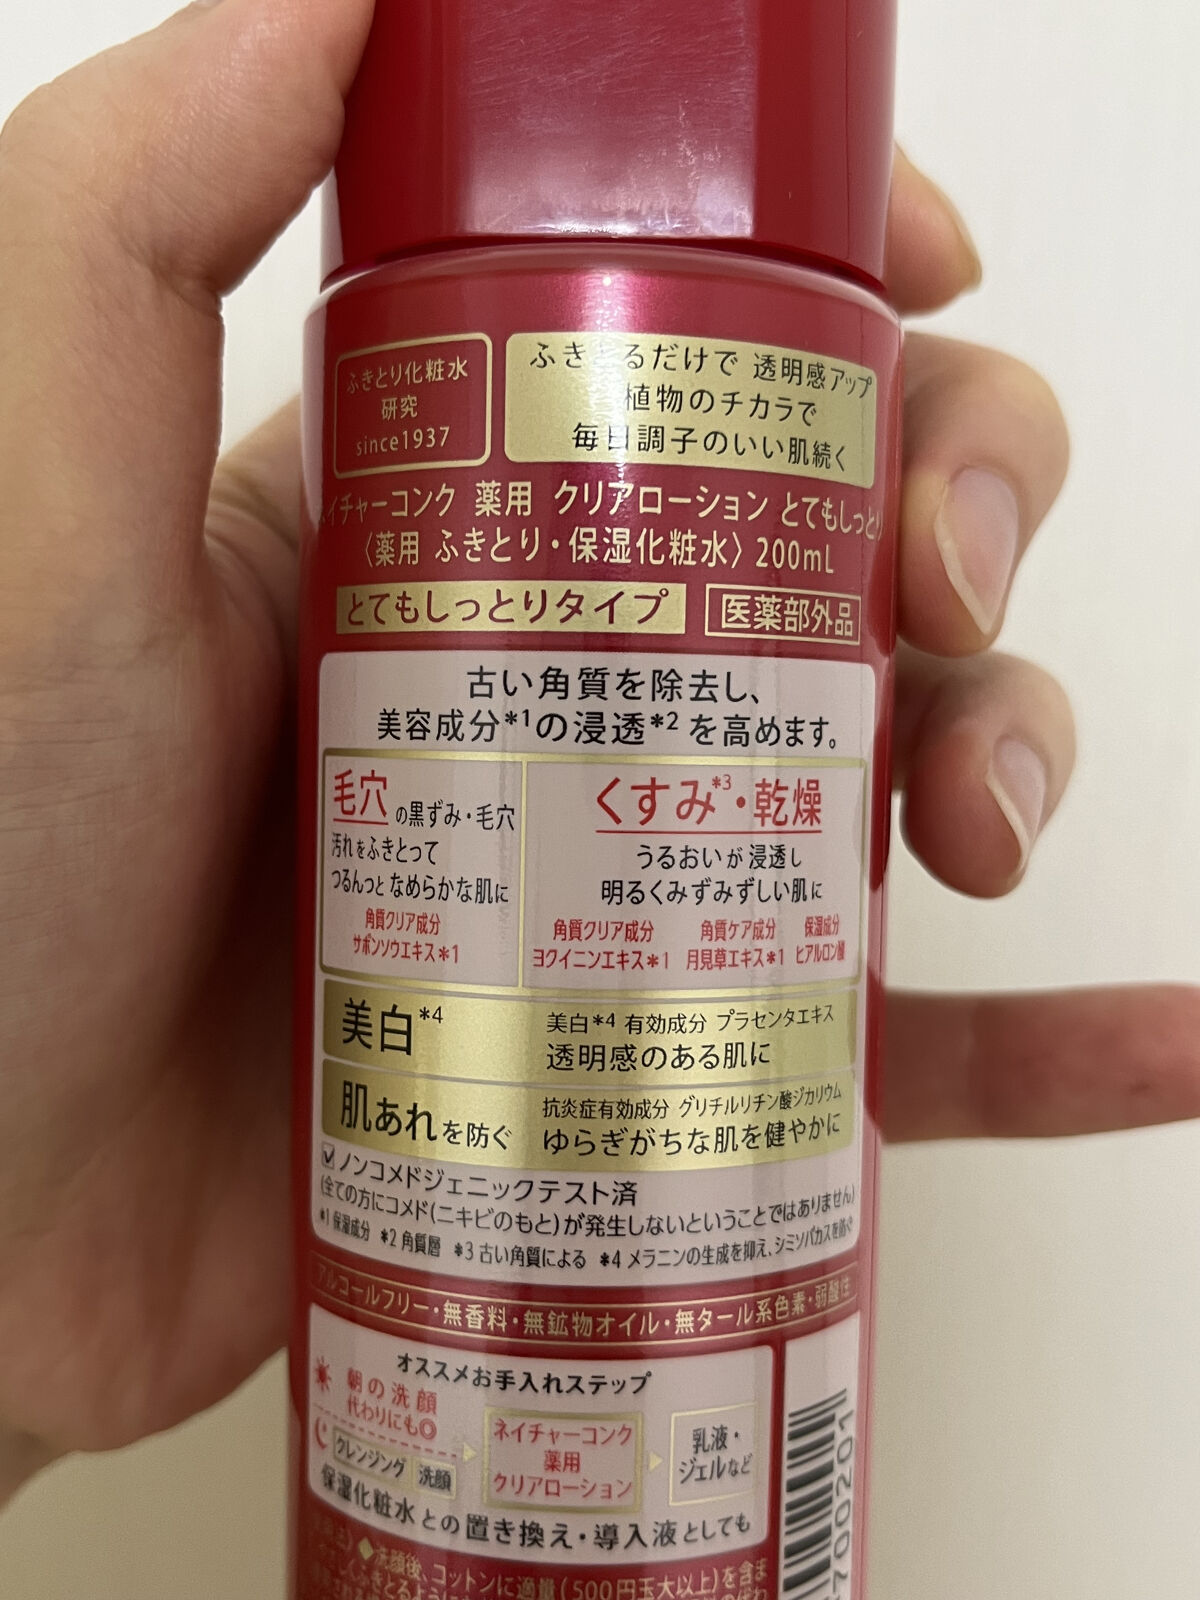 ふきとり化粧水
研究
since1937
ふきとるだけで 透明感アップ
植物のチカラで
毎日調子のいい肌続く
ネイチャーコンク 薬用 クリアローション とてもしっとり
〈薬用 ふきとり・保湿化粧水〉200mL
とてもしっとりタイプ
医薬部外品
古い角質を除去し、
美容成分*1の浸透*2を高めます。
毛穴の黒ずみ・毛穴
汚れをふきとって
つるんっとなめらかな肌に
角質クリア成分
サボンソウエキス*1
くすみ*3・乾燥
うるおいが浸透し
明るくみずみずしい肌に
角質クリア成分 角質ケア成分 保湿成分
ヨクイニンエキス*1 月見草エキス*1 ヒアルロン酸
美白*4
美白*4 有効成分 プラセンタエキス
透明感のある肌に
肌あれを防ぐ
抗炎症有効成分 グリチルリチン酸ジカリウム
ゆらぎがちな肌を健やかに
ノンコメドジェニックテスト済
(全ての方にコメド(ニキビのもと)が発生しないということではありません)
*1 保湿成分 *2 角質層 *3 古い角質による *4 メラニンの生成を抑え、シミソバカスを防ぐ
アルコールフリー・無香料・無鉱物オイル・無タール系色素・弱酸性
オススメお手入れステップ
朝の洗顔
代わりにも◎
クレンジング 洗顔
ネイチャーコンク
薬用
クリアローション
乳液・
ジェルなど
保湿化粧水との置き換え・導入液としても
◆洗顔後、コットンに適量(500円玉大以上)を含ま
700201